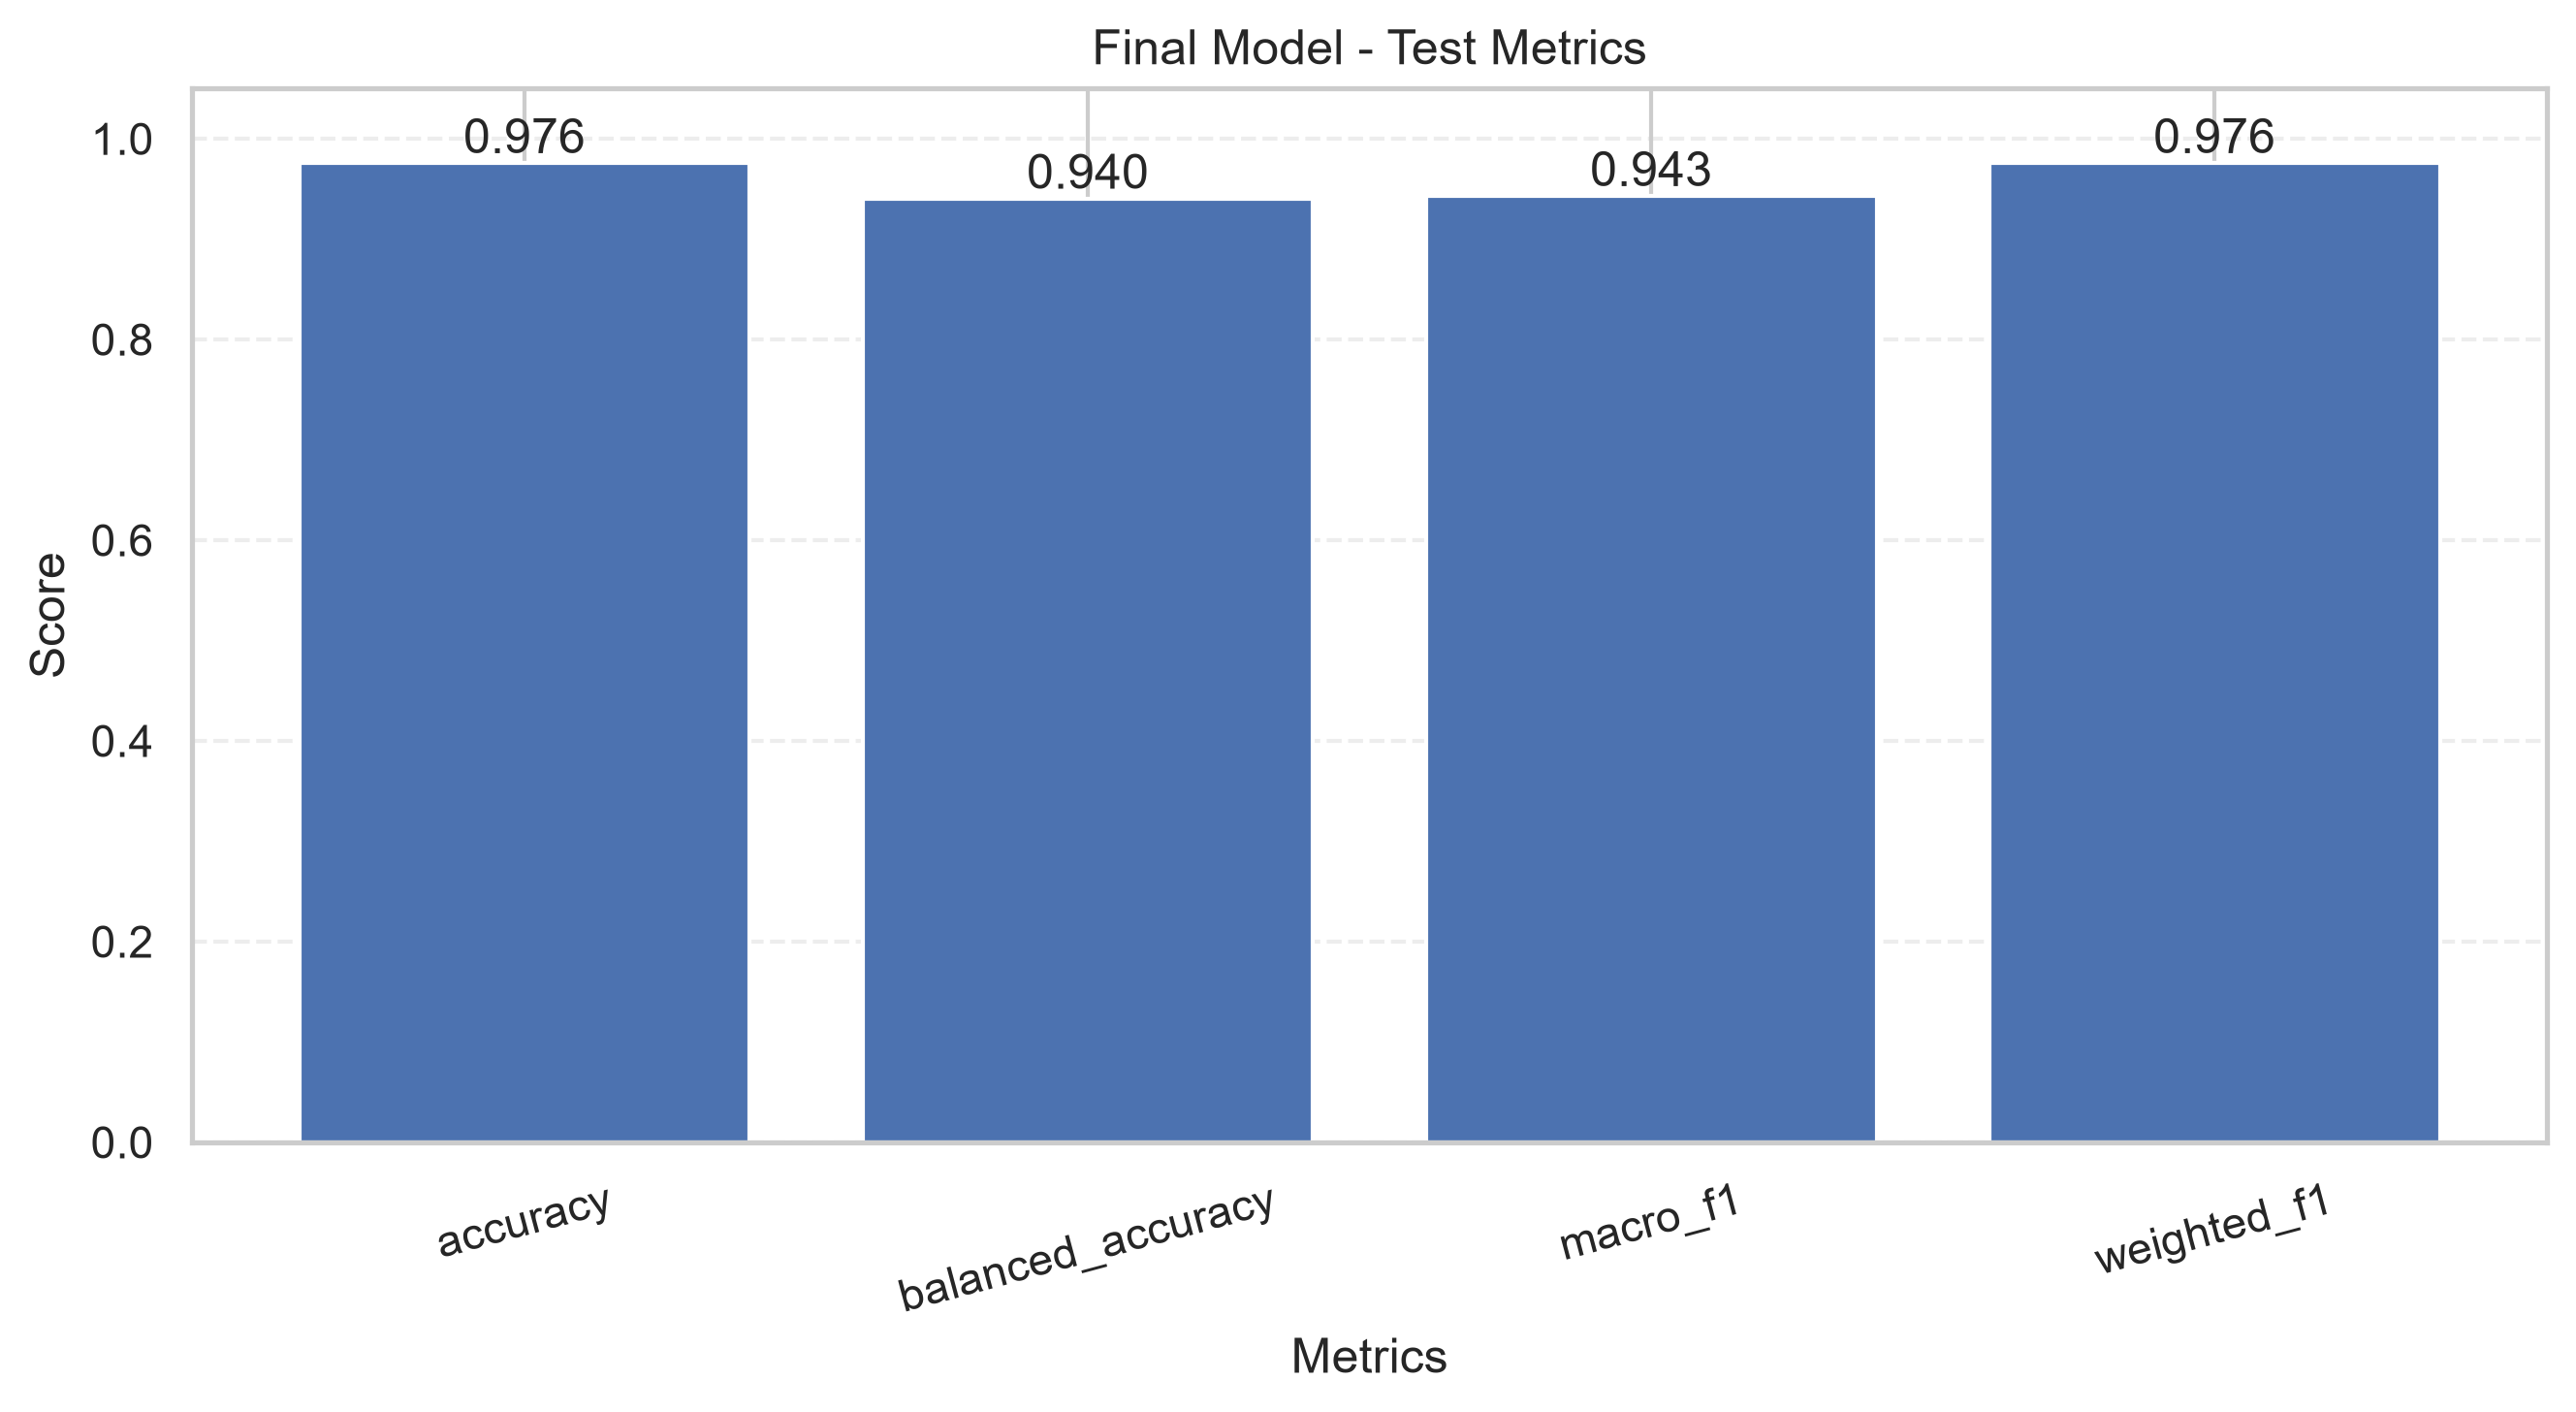 Final Model - Test Metrics
1.0
0.8
0.6
0.4
0.2
0.0
Score
0.976
0.940
0.943
0.976
accuracy
balanced_accuracy
macro_f1
weighted_f1
Metrics